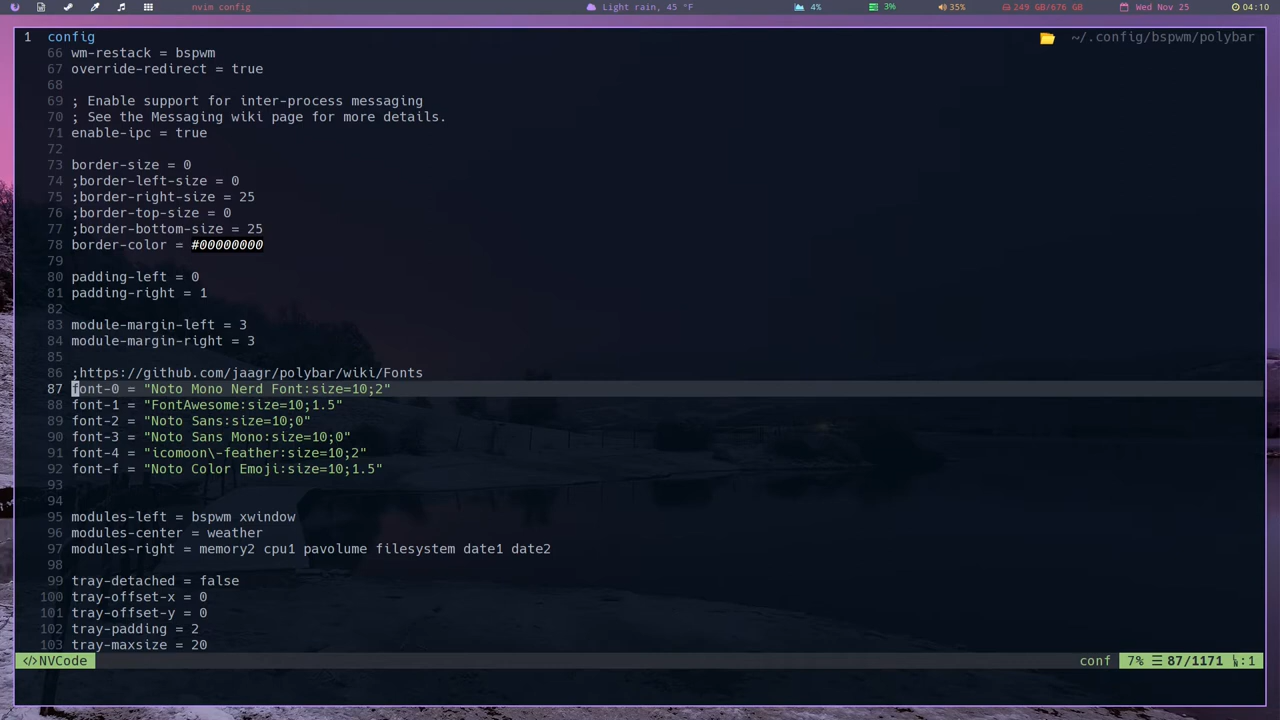 nvim config
Light rain, 45 °F
4%
3%
35%
249 GB/676 GB
Wed Nov 25
04:10
1 config
~/.config/bspwm/polybar
66 wm-restack = bspwm
67 override-redirect = true
68
69 ; Enable support for inter-process messaging
70 ; See the Messaging wiki page for more details.
71 enable-ipc = true
72
73 border-size = 0
74 ;border-left-size = 0
75 ;border-right-size = 25
76 ;border-top-size = 0
77 ;border-bottom-size = 25
78 border-color = #00000000
79
80 padding-left = 0
81 padding-right = 1
82
83 module-margin-left = 3
84 module-margin-right = 3
85
86 ;https://github.com/jaagr/polybar/wiki/Fonts
87 font-0 = "Noto Mono Nerd Font:size=10;2"
88 font-1 = "FontAwesome:size=10;1.5"
89 font-2 = "Noto Sans:size=10;0"
90 font-3 = "Noto Sans Mono:size=10;0"
91 font-4 = "icomoon\-feather:size=10;2"
92 font-f = "Noto Color Emoji:size=10;1.5"
93
94
95 modules-left = bspwm xwindow
96 modules-center = weather
97 modules-right = memory2 cpu1 pavolume filesystem date1 date2
98
99 tray-detached = false
100 tray-offset-x = 0
101 tray-offset-y = 0
102 tray-padding = 2
103 tray-maxsize = 20
</>NVCode
conf
7% ☰ 87/1171 :1